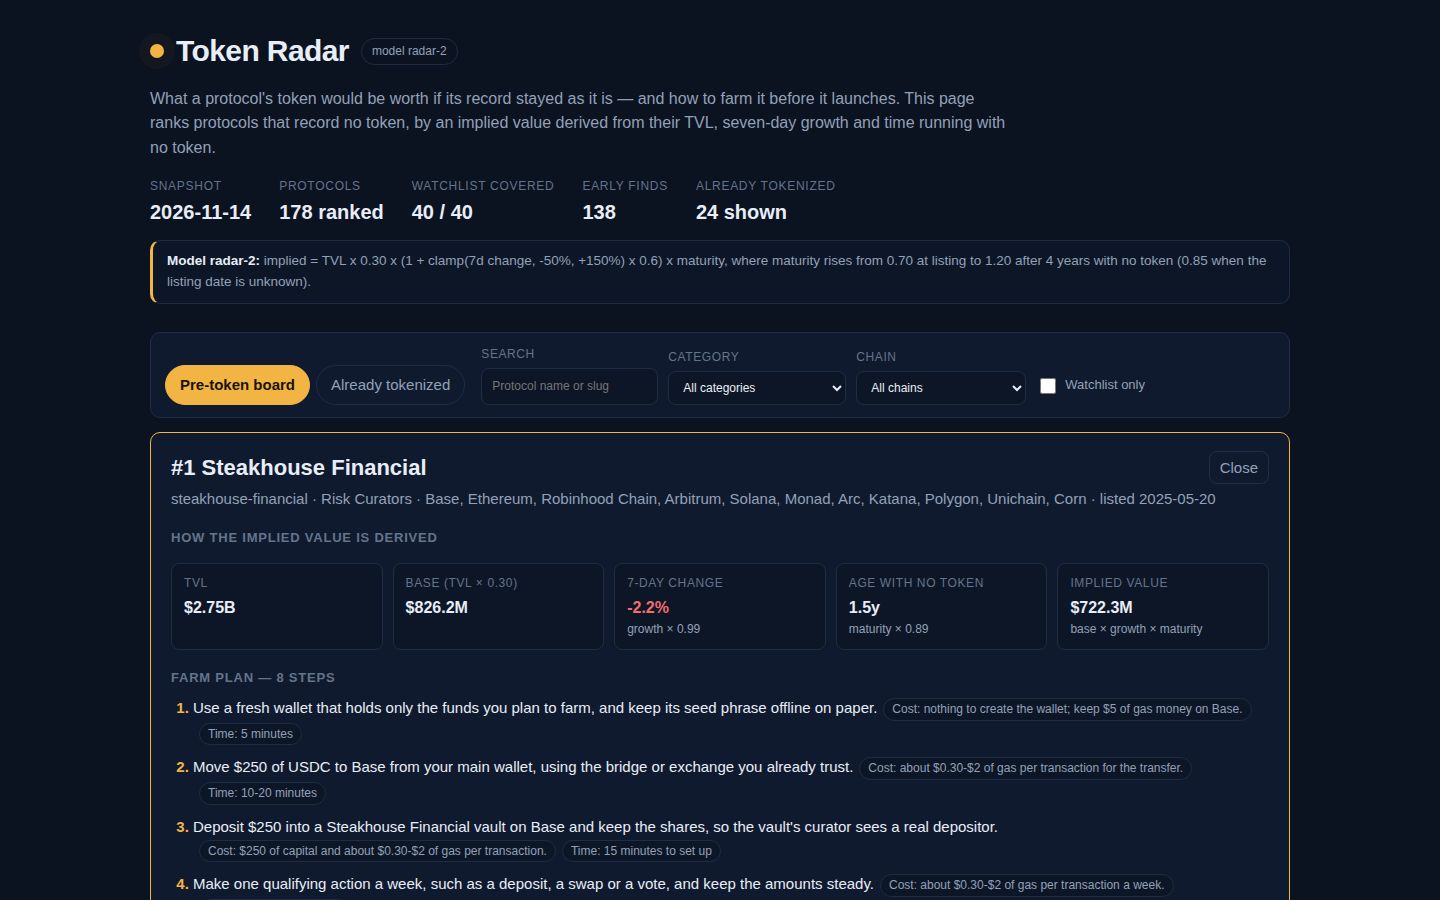 Token Radar
model radar-2
What a protocol's token would be worth if its record stayed as it is — and how to farm it before it launches. This page
ranks protocols that record no token, by an implied value derived from their TVL, seven-day growth and time running with
no token.
SNAPSHOT PROTOCOLS WATCHLIST COVERED EARLY FINDS ALREADY TOKENIZED
2026-11-14 178 ranked 40 / 40 138 24 shown
Model radar-2: implied = TVL x 0.30 x (1 + clamp(7d change, -50%, +150%) x 0.6) x maturity, where maturity rises from 0.70 at listing to 1.20 after 4 years with no token (0.85 when the
listing date is unknown).
SEARCH CATEGORY CHAIN
Pre-token board Already tokenized Protocol name or slug All categories All chains Watchlist only
#1 Steakhouse Financial Close
steakhouse-financial · Risk Curators · Base, Ethereum, Robinhood Chain, Arbitrum, Solana, Monad, Arc, Katana, Polygon, Unichain, Corn · listed 2025-05-20
HOW THE IMPLIED VALUE IS DERIVED
TVL BASE (TVL × 0.30) 7-DAY CHANGE AGE WITH NO TOKEN IMPLIED VALUE
$2.75B $826.2M -2.2% 1.5y $722.3M
growth × 0.99 maturity × 0.89 base × growth × maturity
FARM PLAN — 8 STEPS
1. Use a fresh wallet that holds only the funds you plan to farm, and keep its seed phrase offline on paper. Cost: nothing to create the wallet; keep $5 of gas money on Base.
Time: 5 minutes
2. Move $250 of USDC to Base from your main wallet, using the bridge or exchange you already trust. Cost: about $0.30-$2 of gas per transaction for the transfer.
Time: 10-20 minutes
3. Deposit $250 into a Steakhouse Financial vault on Base and keep the shares, so the vault's curator sees a real depositor.
Cost: $250 of capital and about $0.30-$2 of gas per transaction. Time: 15 minutes to set up
4. Make one qualifying action a week, such as a deposit, a swap or a vote, and keep the amounts steady. Cost: about $0.30-$2 of gas per transaction a week.